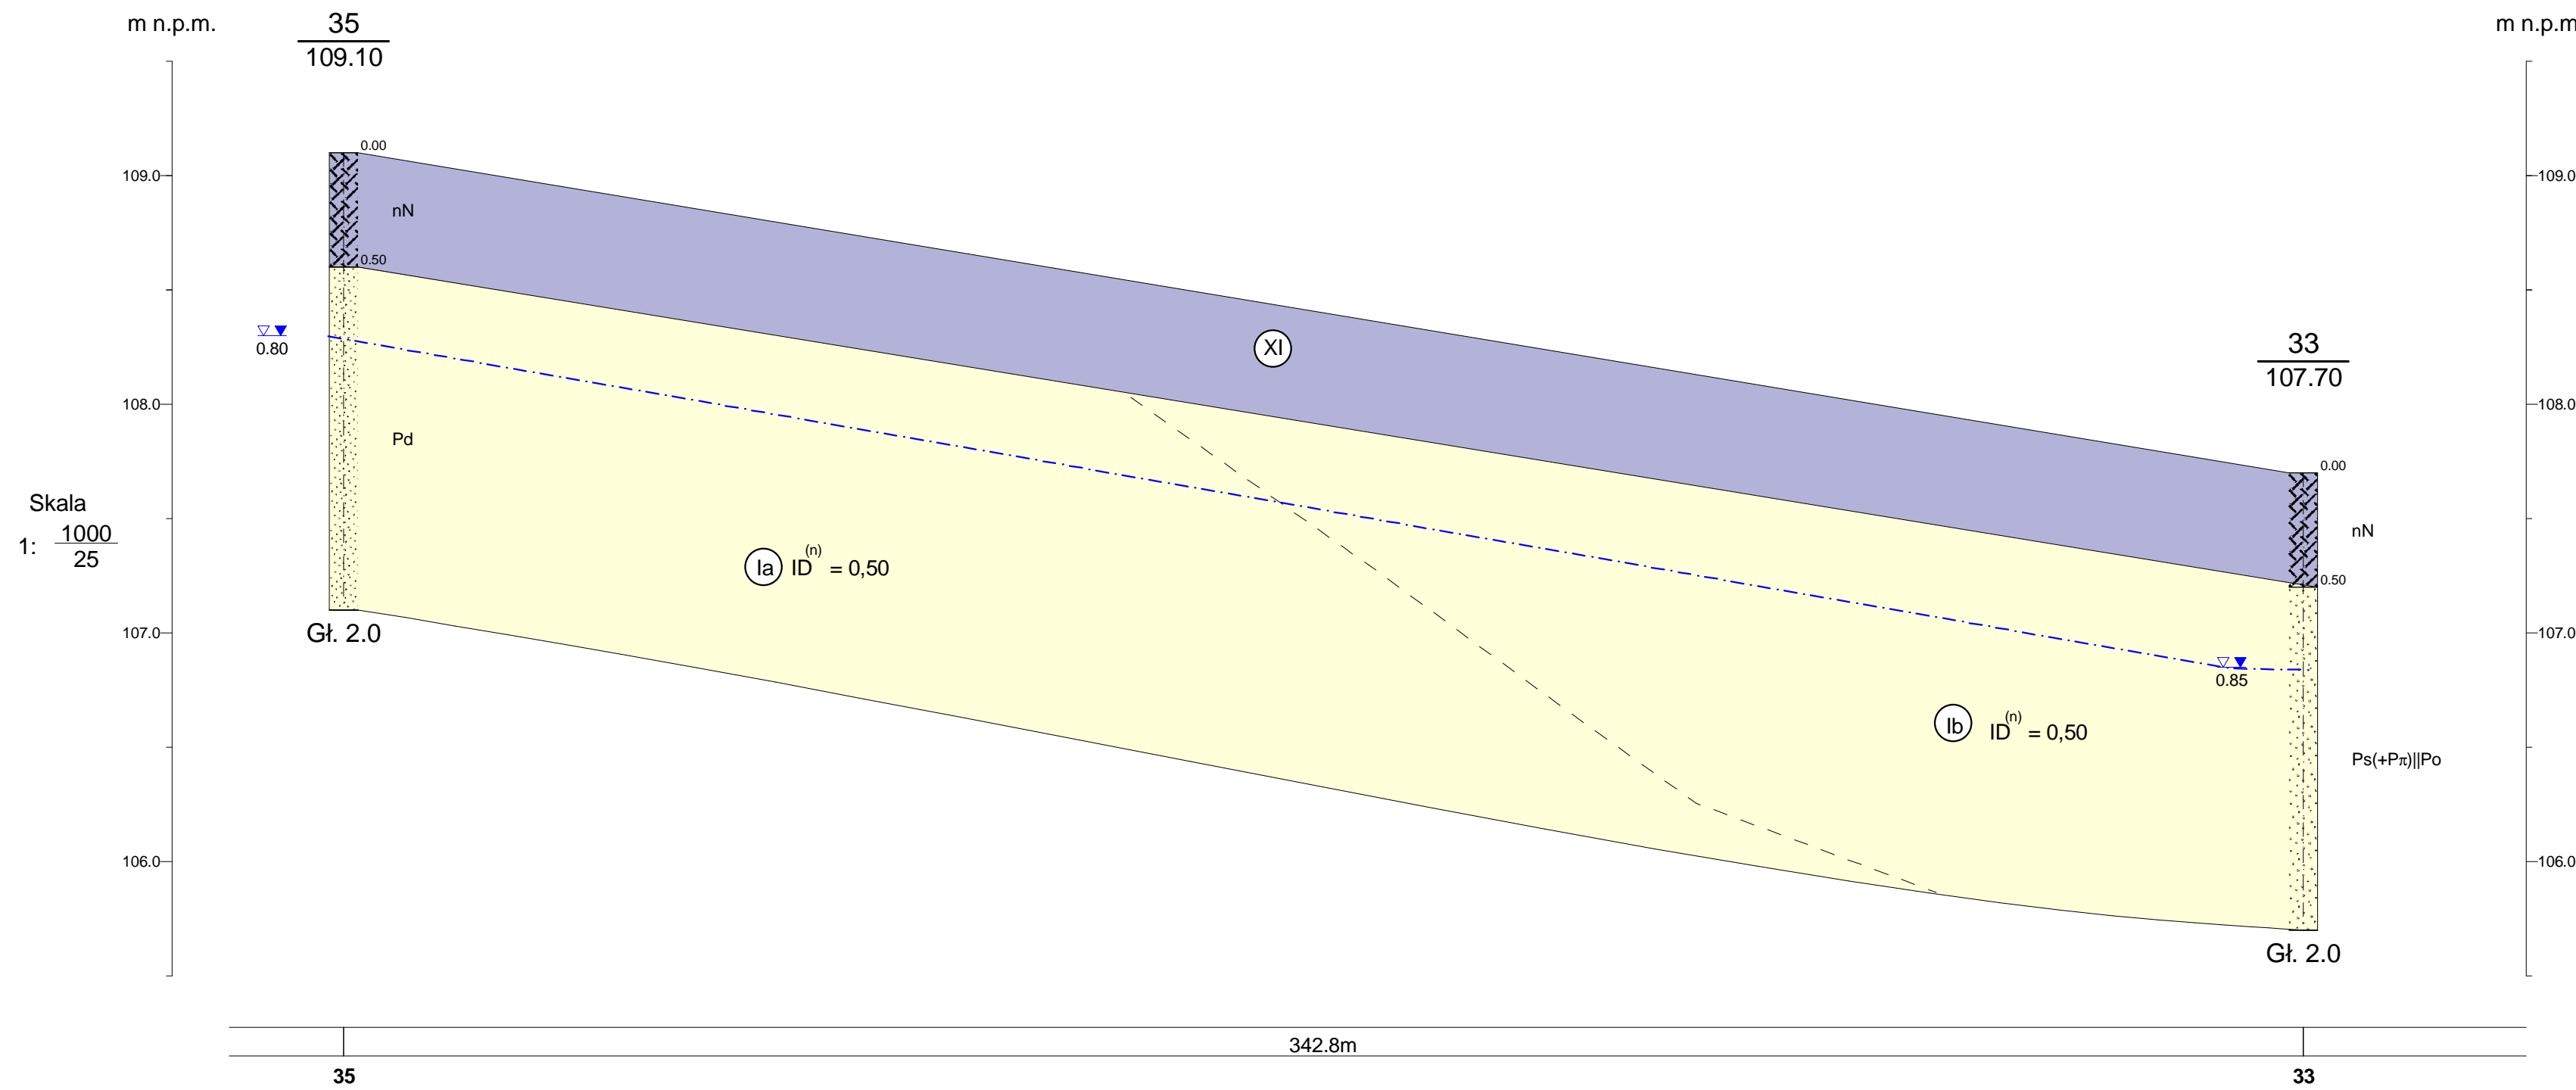 m n.p.m.
35
109.10
m n.p.m
0.00
109.0
109.0
nN
0.50
0.80
XI
33
107.70
108.0
108.0
Pd
0.00
Skala
1: 1000
25
nN
Ia ID(n) = 0,50
0.50
107.0
Gł. 2.0
107.0
0.85
Ib ID(n) = 0,50
Ps(+Pπ)||Po
106.0
106.0
Gł. 2.0
342.8m
35
33